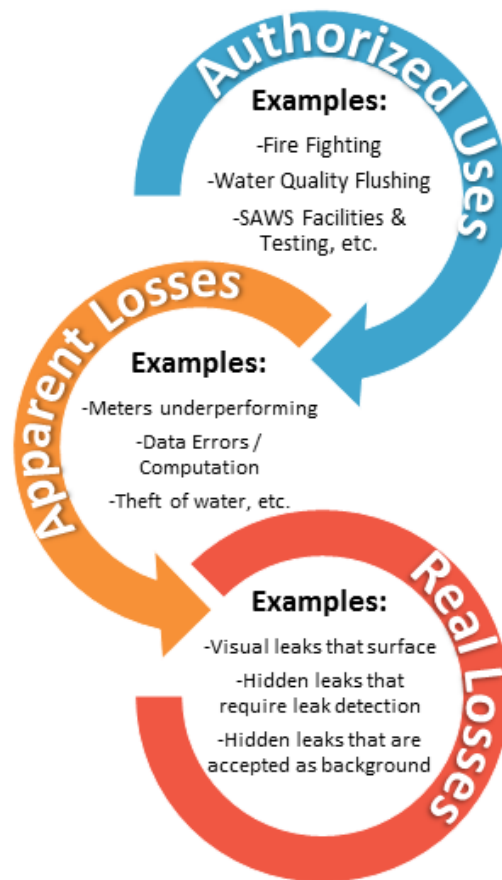 Authorized Uses
Examples:
-Fire Fighting
-Water Quality Flushing
-SAWS Facilities &
Testing, etc.
Apparent Losses
Examples:
-Meters underperforming
-Data Errors /
Computation
-Theft of water, etc.
Real Losses
Examples:
-Visual leaks that surface
-Hidden leaks that
require leak detection
-Hidden leaks that are
accepted as background